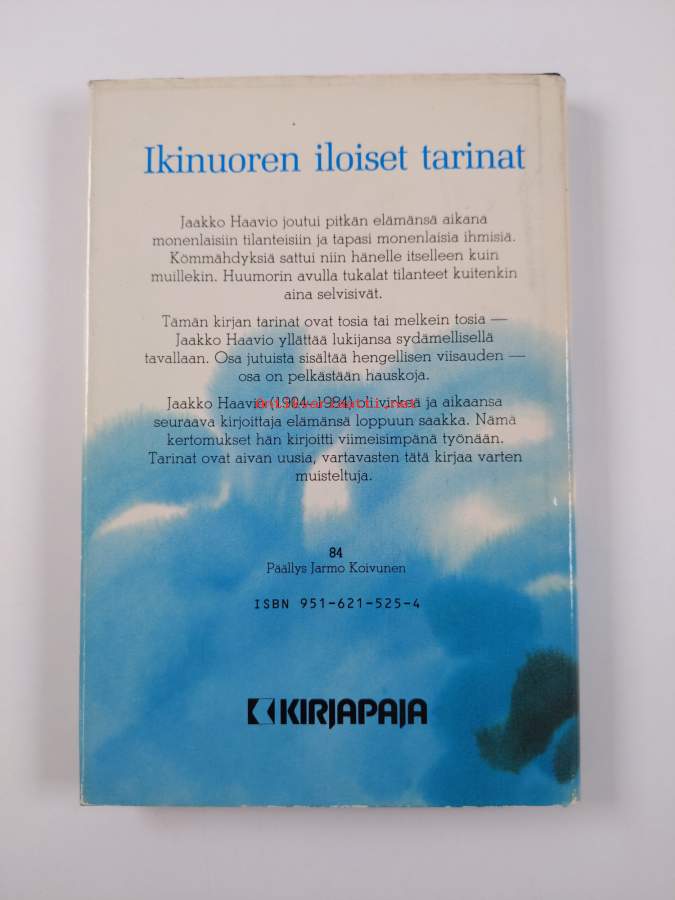 Ikinuoren iloiset tarinat
Jaakko Haavio joutui pitkän elämänsä aikana
monenlaisiin tilanteisiin ja tapasi monenlaisia ihmisiä.
Kömmähdyksiä sattui niin hänelle itselleen kuin
muillekin. Huumorin avulla tukalat tilanteet kuitenkin
aina selvisivät.
Tämän kirjan tarinat ovat tosia tai melkein tosia —
Jaakko Haavio yllättää lukijansa sydämellisellä
tavallaan. Osa jutuista sisältää hengellisen viisauden —
osa on pelkästään hauskoja.
Jaakko Haavio (1904–1984) oli virkeä ja aikaansa
seuraava kirjoittaja elämänsä loppuun saakka. Nämä
kertomukset hän kirjoitti viimeisimpänä työnään.
Tarinat ovat aivan uusia, vartavasten tätä kirjaa varten
muisteltuja.
84
Päällys Jarmo Koivunen
ISBN 951-621-525-4
KIRJAPAJA